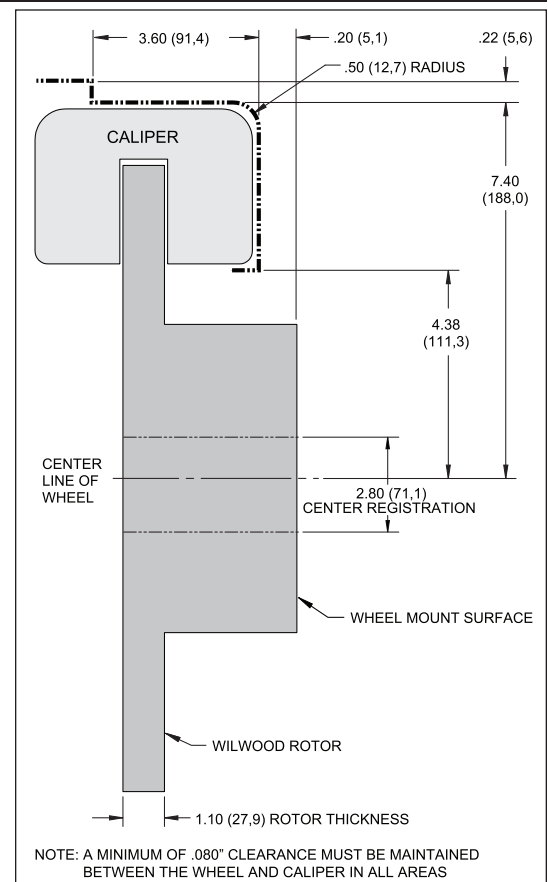 3.60 (91,4)
.20 (5,1)
.22 (5,6)
.50 (12,7) RADIUS
CALIPER
7.40
(188,0)
4.38
(111,3)
CENTER
LINE OF
WHEEL
2.80 (71,1)
CENTER REGISTRATION
WHEEL MOUNT SURFACE
WILWOOD ROTOR
1.10 (27,9) ROTOR THICKNESS
NOTE: A MINIMUM OF .080" CLEARANCE MUST BE MAINTAINED
BETWEEN THE WHEEL AND CALIPER IN ALL AREAS